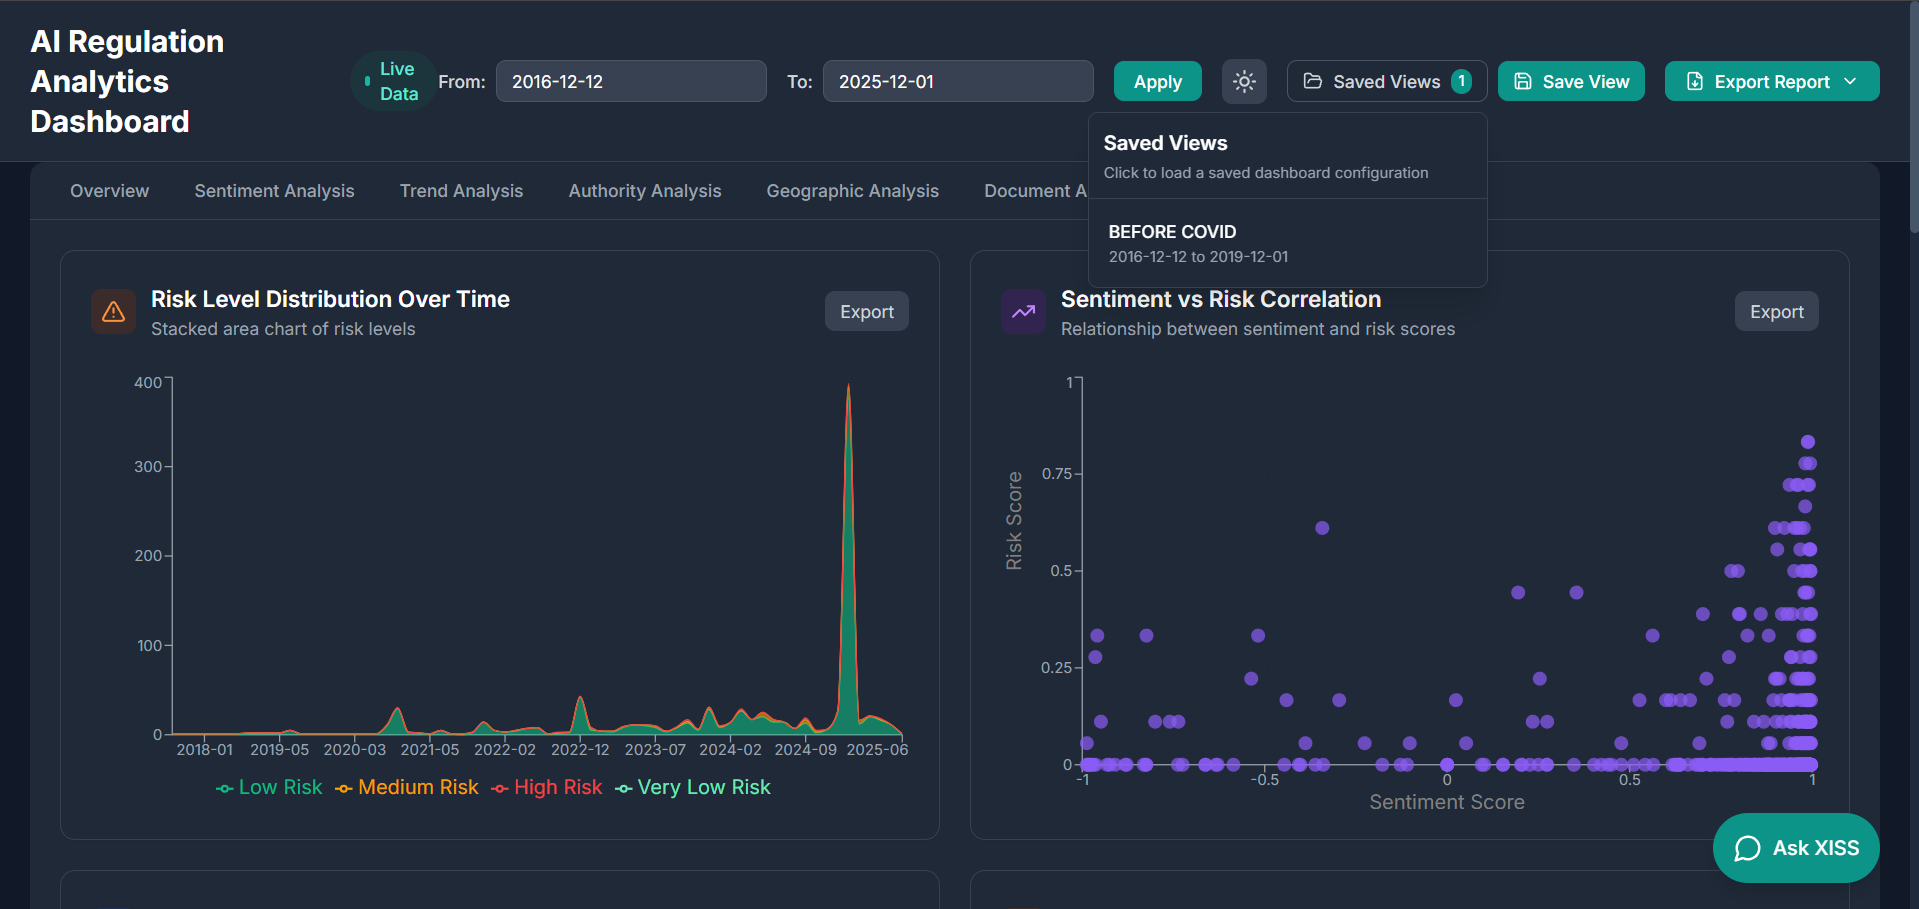 AI Regulation
Analytics
Dashboard
Live
Data
From:
2016-12-12
To:
2025-12-01
Apply
Saved Views
1
Save View
Export Report
Saved Views
Click to load a saved dashboard configuration
BEFORE COVID
2016-12-12 to 2019-12-01
Overview
Sentiment Analysis
Trend Analysis
Authority Analysis
Geographic Analysis
Document A
Risk Level Distribution Over Time
Stacked area chart of risk levels
Export
400
300
200
100
0
2018-01 2019-05 2020-03 2021-05 2022-02 2022-12 2023-07 2024-02 2024-09 2025-06
Low Risk Medium Risk High Risk Very Low Risk
Sentiment vs Risk Correlation
Relationship between sentiment and risk scores
Export
Risk Score
1
0.75
0.5
0.25
0
-1 -0.5 0 0.5 1
Sentiment Score
Ask XISS